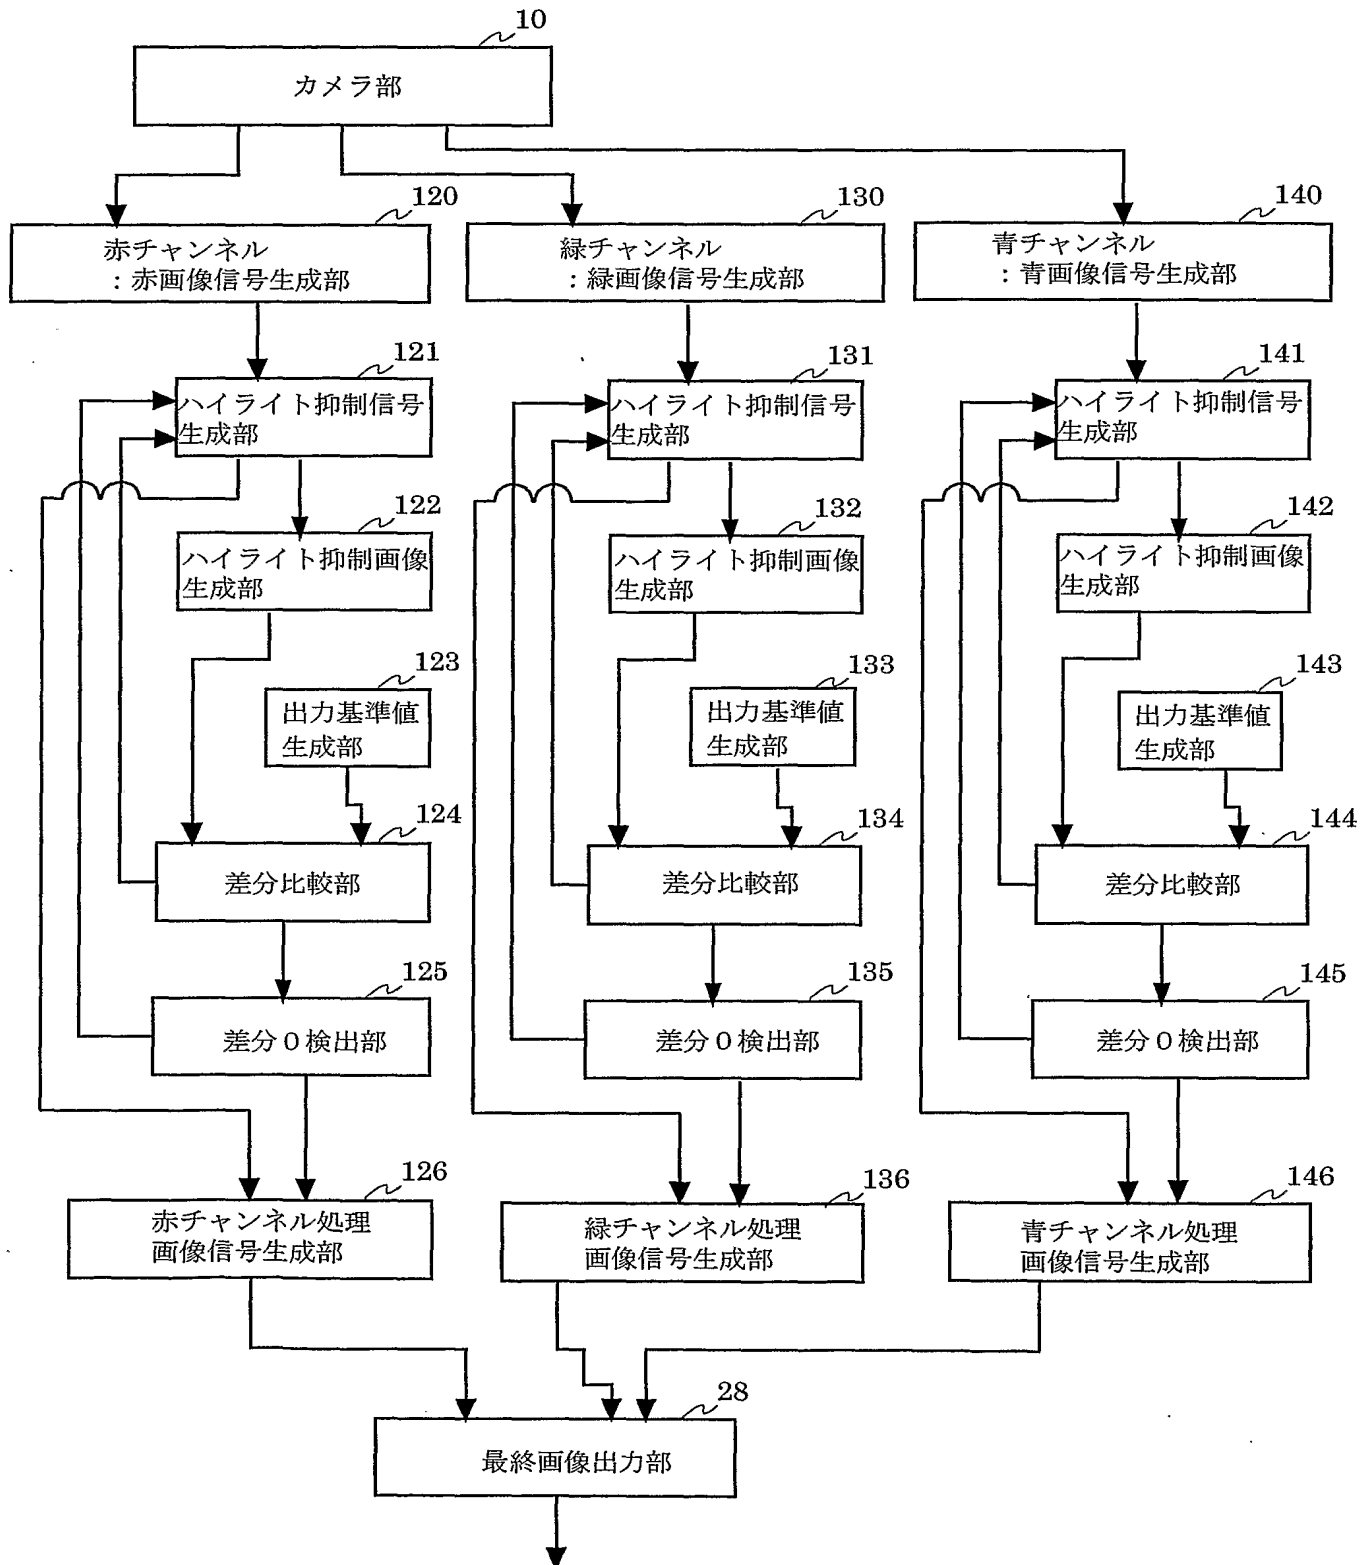 10
カメラ部
120
赤チャンネル
:赤画像信号生成部
130
緑チャンネル
:緑画像信号生成部
140
青チャンネル
:青画像信号生成部
121
ハイライト抑制信号
生成部
131
ハイライト抑制信号
生成部
141
ハイライト抑制信号
生成部
122
ハイライト抑制画像
生成部
132
ハイライト抑制画像
生成部
142
ハイライト抑制画像
生成部
123
出力基準値
生成部
133
出力基準値
生成部
143
出力基準値
生成部
124
差分比較部
134
差分比較部
144
差分比較部
125
差分0検出部
135
差分0検出部
145
差分0検出部
126
赤チャンネル処理
画像信号生成部
136
緑チャンネル処理
画像信号生成部
146
青チャンネル処理
画像信号生成部
28
最終画像出力部